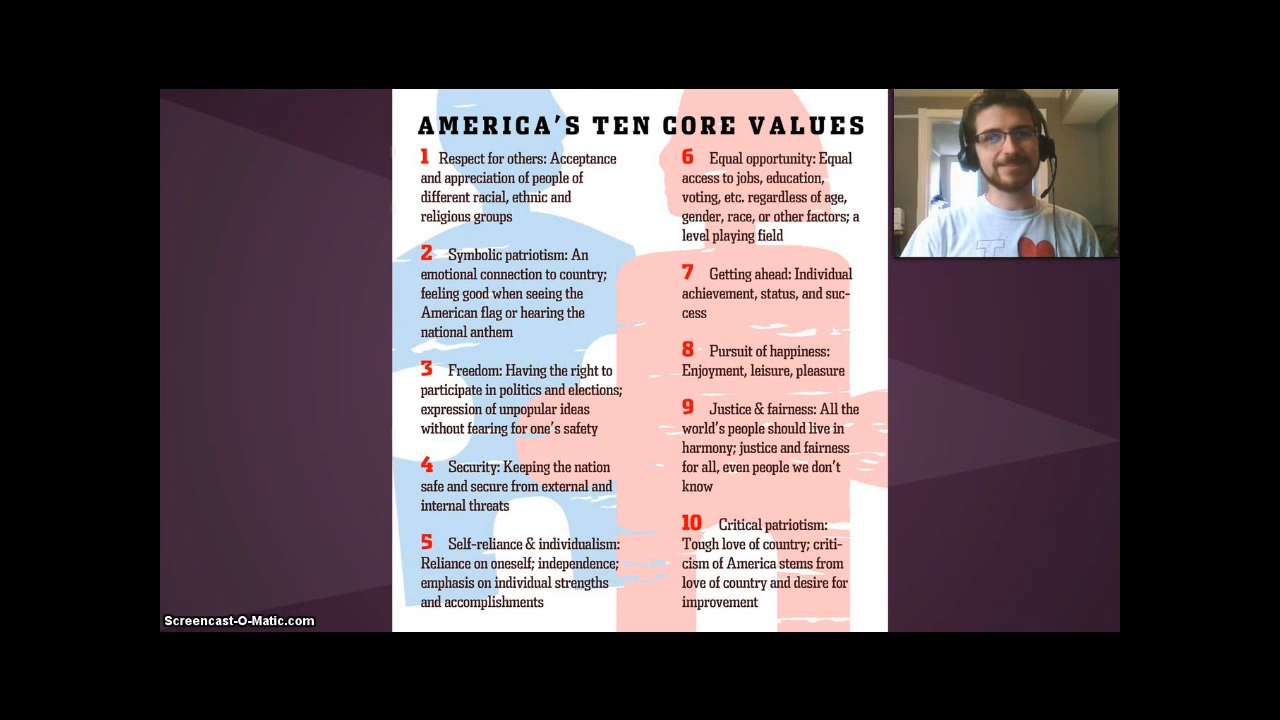 AMERICA'S TEN CORE VALUES
1 Respect for others: Acceptance
and appreciation of people of
different racial, ethnic and
religious groups
2 Symbolic patriotism: An
emotional connection to country;
feeling good when seeing the
American flag or hearing the
national anthem
3 Freedom: Having the right to
participate in politics and elections;
expression of unpopular ideas
without fearing for one's safety
4 Security: Keeping the nation
safe and secure from external and
internal threats
5 Self-reliance & individualism:
Reliance on oneself; independence;
emphasis on individual strengths
and accomplishments
6 Equal opportunity: Equal
access to jobs, education,
voting, etc. regardless of age,
gender, race, or other factors; a
level playing field
7 Getting ahead: Individual
achievement, status, and suc-
cess
8 Pursuit of happiness:
Enjoyment, leisure, pleasure
9 Justice & fairness: All the
world's people should live in
harmony; justice and fairness
for all, even people we don't
know
10 Critical patriotism:
Tough love of country; criti-
cism of America stems from
love of country and desire for
improvement
I
Screencast-O-Matic.com